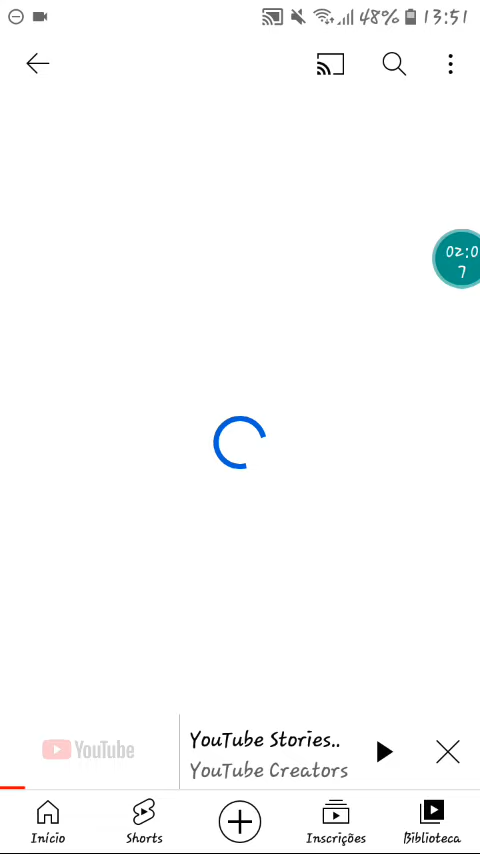 48% 13:51
02:0
7
YouTube
YouTube Stories..
YouTube Creators
Início
Shorts
Inscrições
Biblioteca